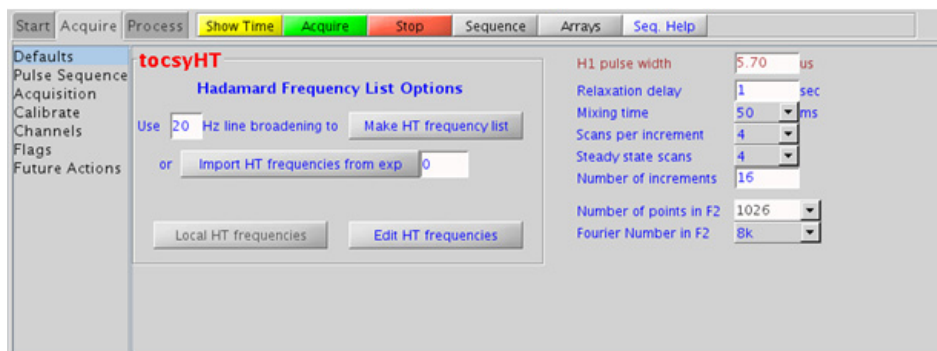 Start Acquire Process Show Time Acquire Stop Sequence Arrays Seq. Help
Defaults
Pulse Sequence
Acquisition
Calibrate
Channels
Flags
Future Actions
tocsyHT
Hadamard Frequency List Options
Use 20 Hz line broadening to Make HT frequency list
or Import HT frequencies from exp 0
Local HT frequencies Edit HT frequencies
H1 pulse width 5.70 us
Relaxation delay 1 sec
Mixing time 50 ms
Scans per increment 4
Steady state scans 4
Number of increments 16
Number of points in F2 1026
Fourier Number in F2 8k